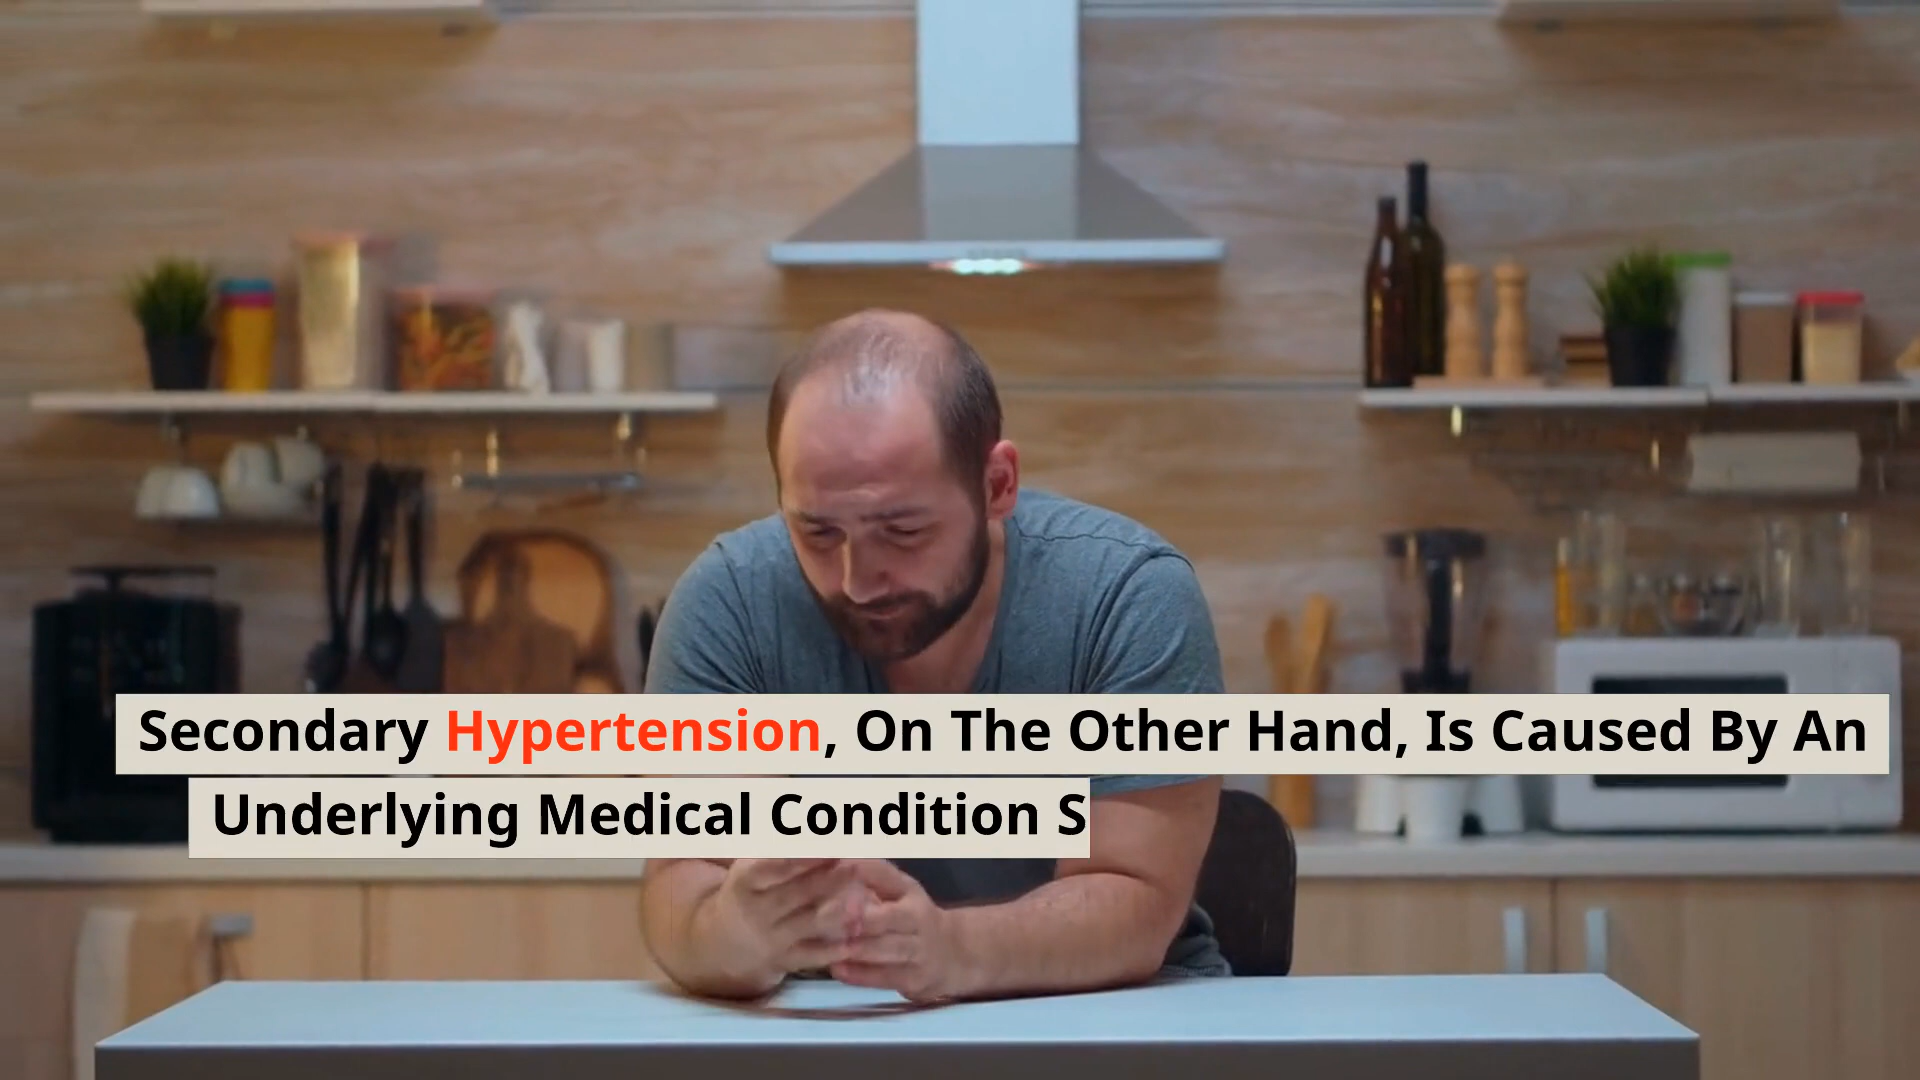 Secondary Hypertension, On The Other Hand, Is Caused By An
Underlying Medical Condition S